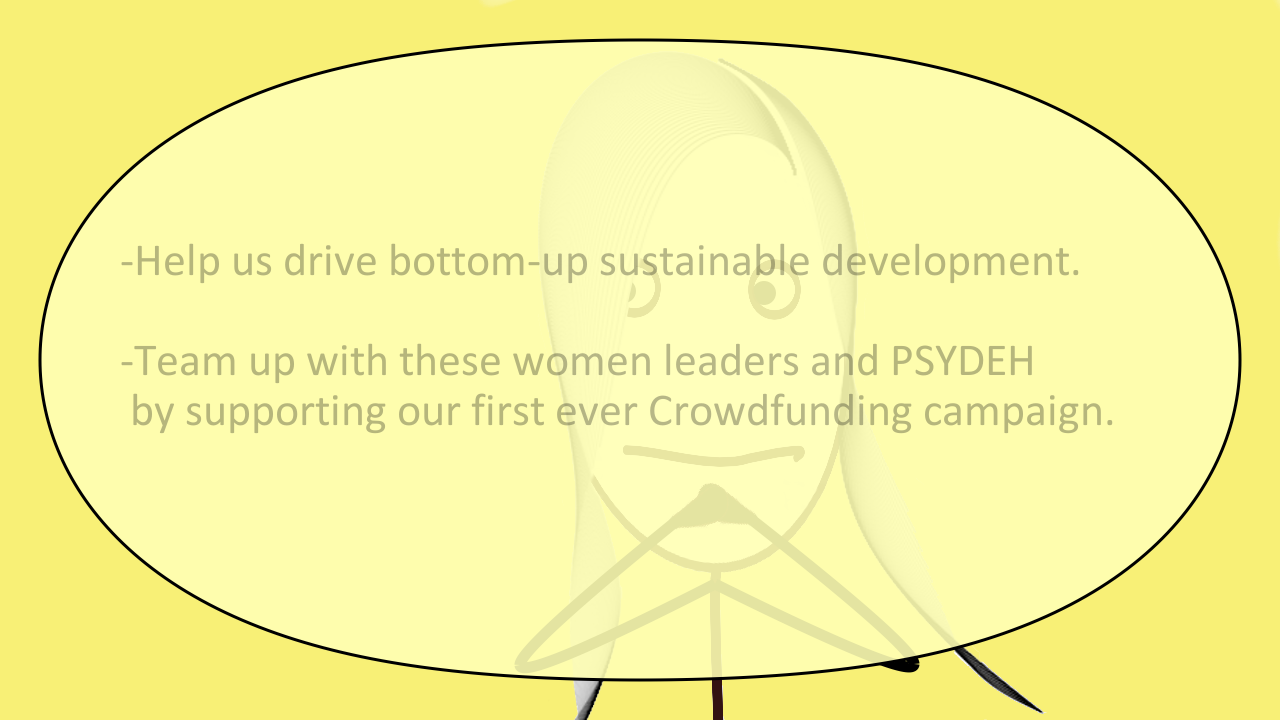 -Help us drive bottom-up sustainable development.
-Team up with these women leaders and PSYDEH
by supporting our first ever Crowdfunding campaign.